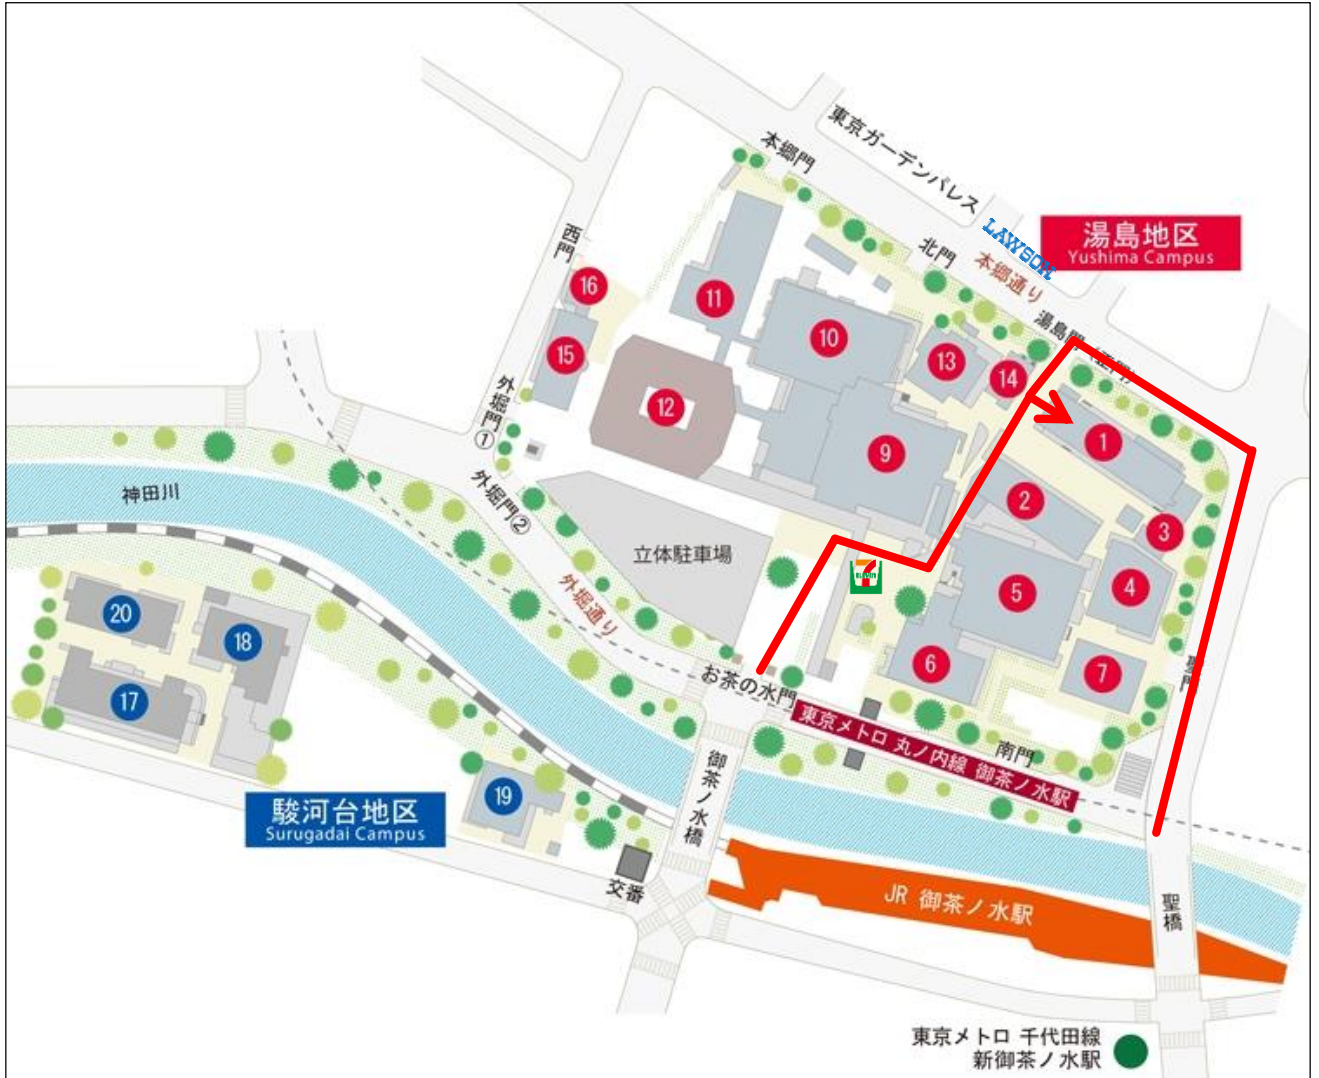 東京ガーデンパレス
本郷門
LAWSON
湯島地区
Yushima Campus
北門
本郷通り
西門
湯島門(正門)
16
11
10
13
14
15
12
1
9
外堀門①
2
3
神田川
外堀門②
立体駐車場
7
ELEVEN
5
4
外堀通り
20
18
6
7
聖門
17
お茶の水門
東京メトロ 丸ノ内線 御茶ノ水駅
南門
御茶ノ水橋
19
駿河台地区
Surugadai Campus
交番
JR 御茶ノ水駅
聖橋
東京メトロ 千代田線
新御茶ノ水駅